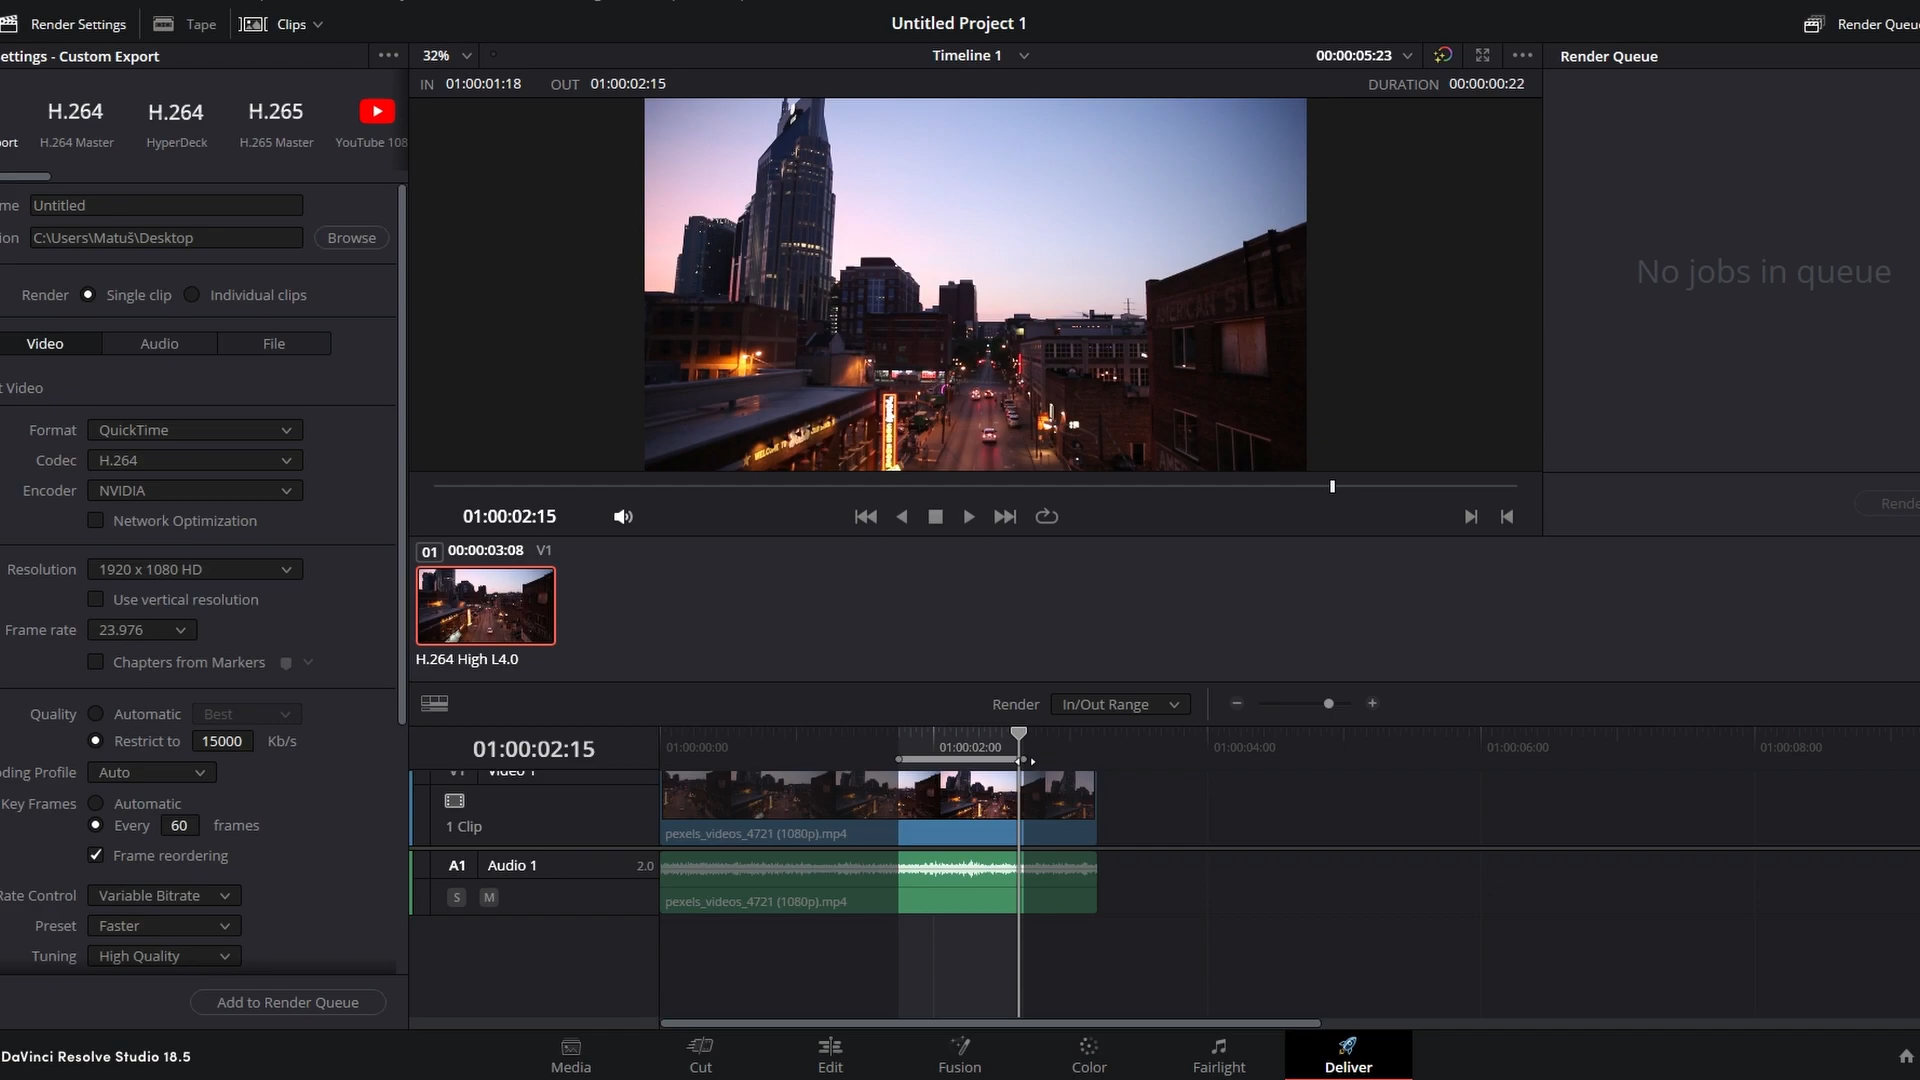 Render Settings
Tape
Clips
Untitled Project 1
Render Queue
ettings - Custom Export
32%
Timeline 1
00:00:05:23
Render Queue
IN 01:00:01:18 OUT 01:00:02:15
DURATION 00:00:00:22
H.264
H.264
H.265
ort
H.264 Master
HyperDeck
H.265 Master
YouTube 108
me
Untitled
ion
C:\Users\Matuš\Desktop
Browse
Render
Single clip
Individual clips
No jobs in queue
AMERICAN STEA
WELCOME TO
Video
Audio
File
t Video
Format
QuickTime
Codec
H.264
Encoder
NVIDIA
Network Optimization
01:00:02:15
Rende
01 00:00:03:08 V1
Resolution
1920 x 1080 HD
Use vertical resolution
Frame rate
23.976
Chapters from Markers
H.264 High L4.0
Quality
Automatic
Best
Restrict to
15000
Kb/s
Render
In/Out Range
ding Profile
Auto
01:00:02:15
01:00:00:00
01:00:02:00
01:00:04:00
01:00:06:00
01:00:08:00
V1
Video 1
1 Clip
pexels_videos_4721 (1080p).mp4
Key Frames
Automatic
Every
60
frames
Frame reordering
A1
Audio 1
2.0
S
M
pexels_videos_4721 (1080p).mp4
Rate Control
Variable Bitrate
Preset
Faster
Tuning
High Quality
Add to Render Queue
DaVinci Resolve Studio 18.5
Media
Cut
Edit
Fusion
Color
Fairlight
Deliver